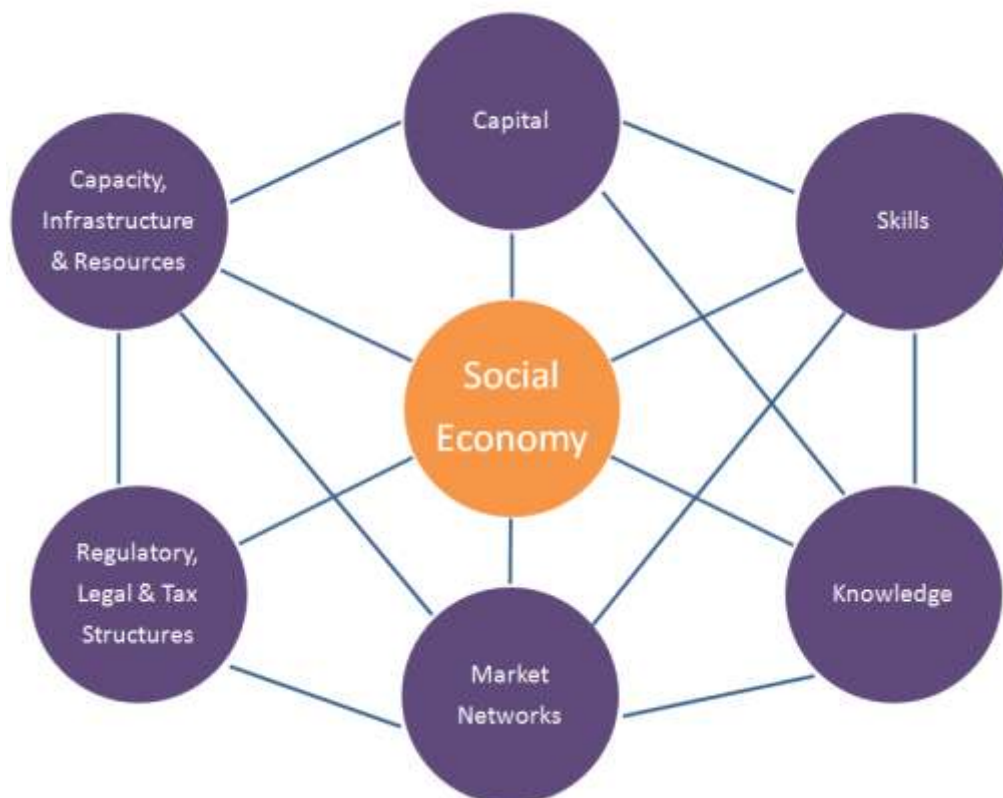 Capital
Capacity,
Infrastructure
& Resources
Skills
Social
Economy
Regulatory,
Legal & Tax
Structures
Knowledge
Market
Networks